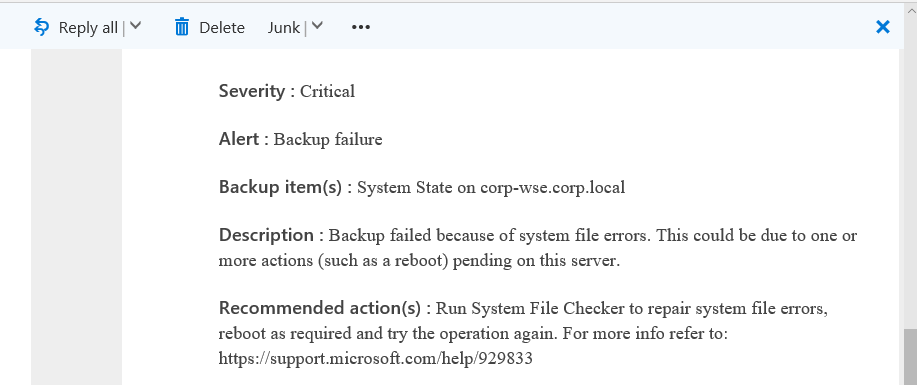 Reply all | Delete Junk | •••
Severity : Critical
Alert : Backup failure
Backup item(s) : System State on corp-wse.corp.local
Description : Backup failed because of system file errors. This could be due to one or
more actions (such as a reboot) pending on this server.
Recommended action(s) : Run System File Checker to repair system file errors,
reboot as required and try the operation again. For more info refer to:
https://support.microsoft.com/help/929833